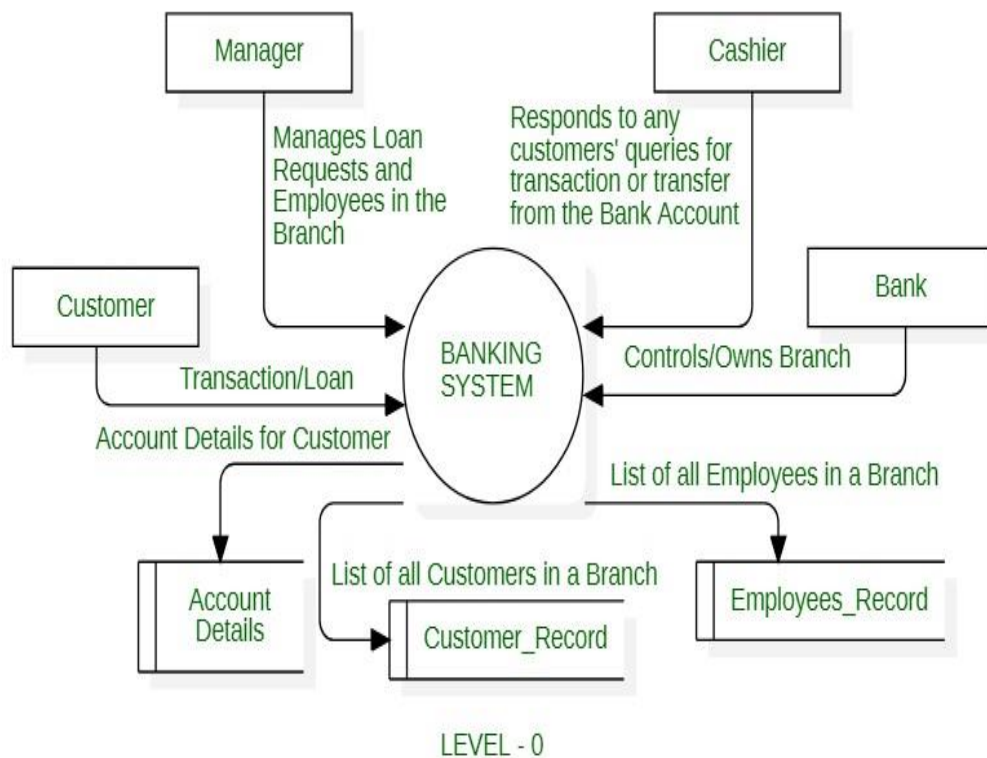 Manager
Cashier
Manages Loan
Requests and
Employees in the
Branch
Responds to any
customers' queries for
transaction or transfer
from the Bank Account
Customer
Bank
BANKING
SYSTEM
Transaction/Loan
Controls/Owns Branch
Account Details for Customer
List of all Employees in a Branch
Account
Details
List of all Customers in a Branch
Customer_Record
Employees_Record
LEVEL - 0